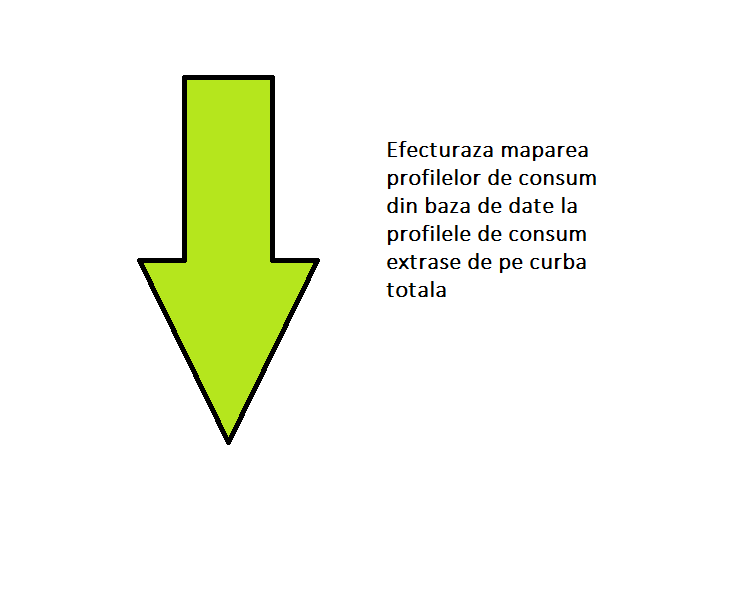 Efecturaza maparea
profilelor de consum
din baza de date la
profilele de consum
extrase de pe curba
totala